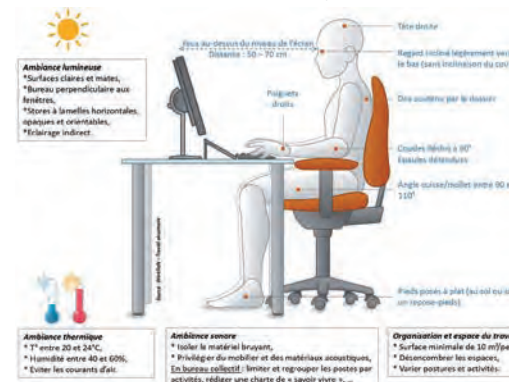 Ambiance lumineuse
*Surfaces claires et mates,
*Bureau perpendiculaire aux
fenêtres,
*Stores à lamelles horizontales,
opaques et orientables,
*Eclairage indirect.
Yeux au-dessus du niveau de l'écran
Distance : 50 – 70 cm
Tête droite
Regard incliné légèrement ver
le bas (sans inclinaison du cou
Poignets
droits
Dos soutenu par le dossier
Coudes fléchis à 90°
Épaules détendues
Angle cuisse/mollet entre 90 e
110°
Pieds posés à plat (au sol ou s
un repose-pieds).
Ambiance thermique
* T° entre 20 et 24°C,
* Humidité entre 40 et 60%,
* Eviter les courants d'air.
Ambiance sonore
* Isoler le matériel bruyant,
* Privilégier du mobilier et des matériaux acoustiques,
En bureau collectif : limiter et regrouper les postes par
activités, rédiger une charte de « savoir vivre »,
Organisation et espace du travai
* Surface minimale de 10 m²/pe
* Désencombrer les espaces,
* Varier postures et activités.